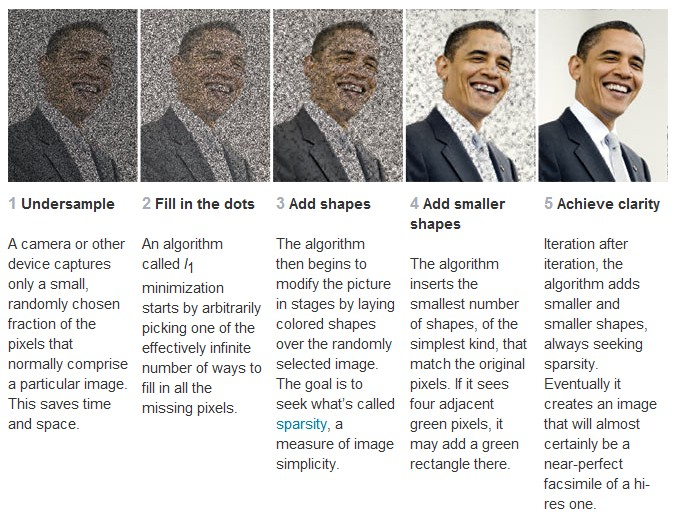 1 Undersample
A camera or other
device captures
only a small,
randomly chosen
fraction of the
pixels that
normally comprise
a particular image.
This saves time
and space.
2 Fill in the dots
An algorithm
called l1
minimization
starts by arbitrarily
picking one of the
effectively infinite
number of ways to
fill in all the
missing pixels.
3 Add shapes
The algorithm
then begins to
modify the picture
in stages by laying
colored shapes
over the randomly
selected image.
The goal is to
seek what’s called
sparsity, a
measure of image
simplicity.
4 Add smaller
shapes
The algorithm
inserts the
smallest number
of shapes, of the
simplest kind, that
match the original
pixels. If it sees
four adjacent
green pixels, it
may add a green
rectangle there.
5 Achieve clarity
Iteration after
iteration, the
algorithm adds
smaller and
smaller shapes,
always seeking
sparsity.
Eventually it
creates an image
that will almost
certainly be a
near-perfect
facsimile of a hi-
res one.